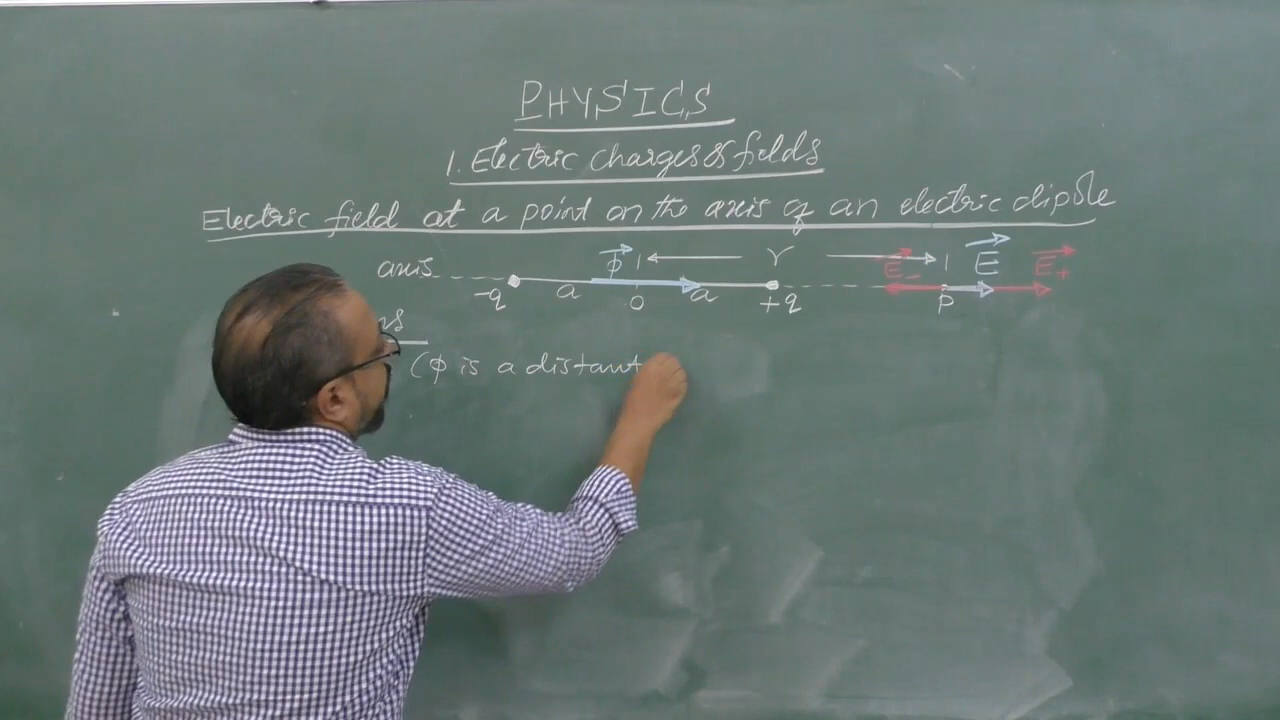 PHYSICS
1. Electric charges & fields
Electric field at a point on the axis of an electric dipole
p r E₋ E E₊
axis
-q a o a +q p
(p is a distant